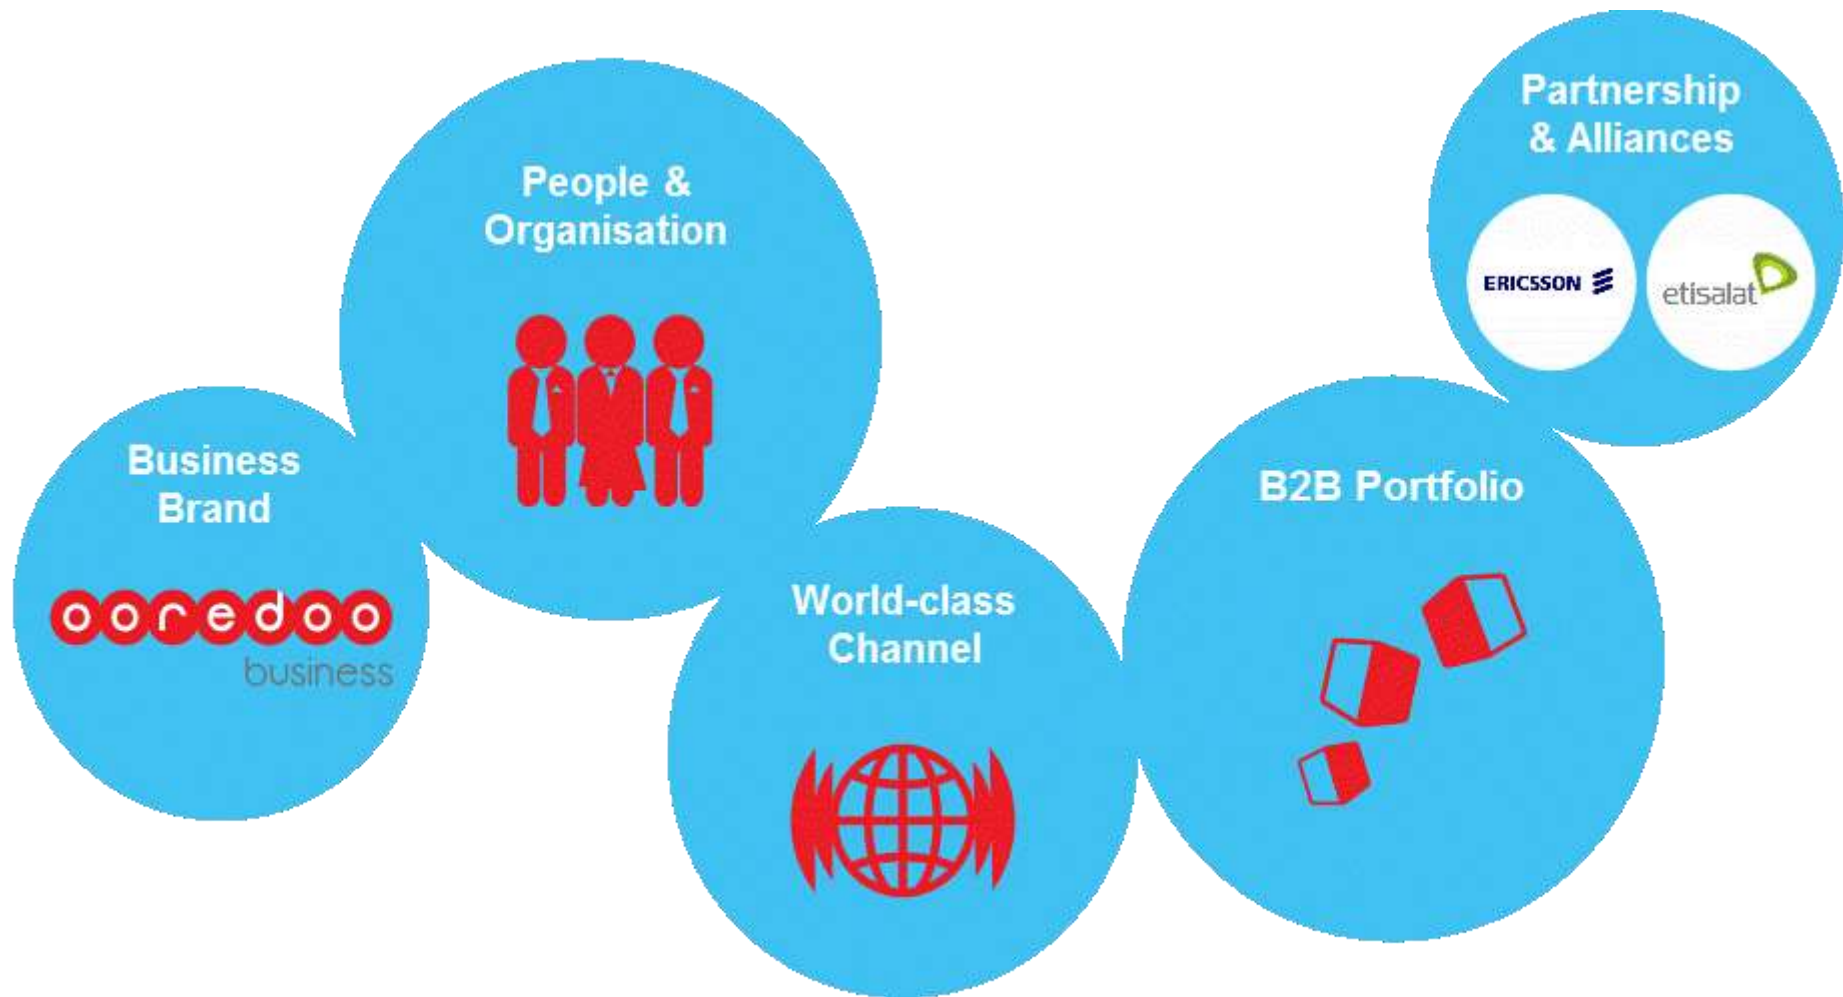 Business
Brand
ooredoo
business
People &
Organisation
World-class
Channel
B2B Portfolio
Partnership
& Alliances
ERICSSON
etisalat